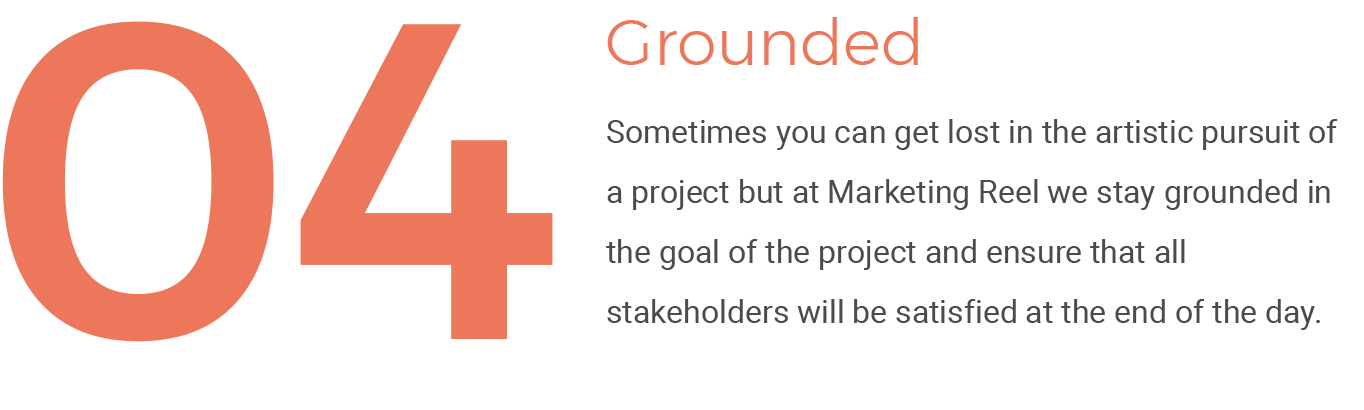 04
Grounded
Sometimes you can get lost in the artistic pursuit of
a project but at Marketing Reel we stay grounded in
the goal of the project and ensure that all
stakeholders will be satisfied at the end of the day.